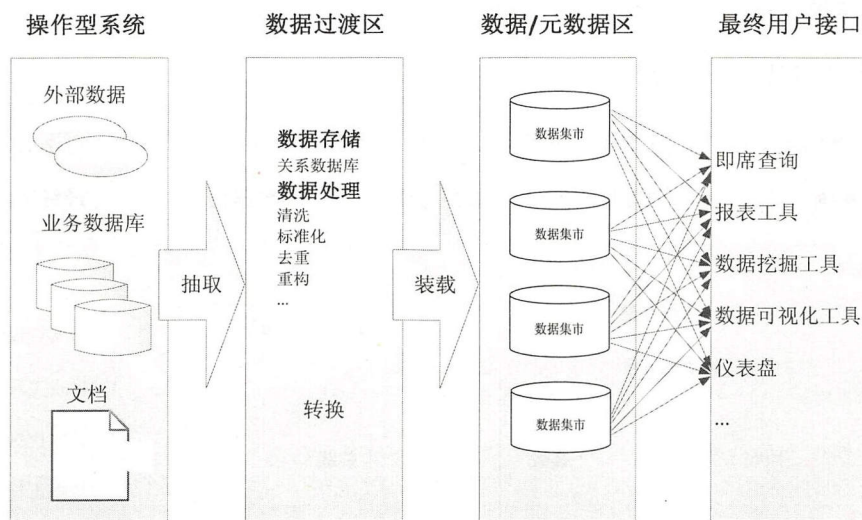 操作型系统
数据过渡区
数据/元数据区
最终用户接口
外部数据
业务数据库
文档
抽取
数据存储
关系数据库
数据处理
清洗
标准化
去重
重构
...
转换
装载
数据集市
数据集市
数据集市
数据集市
即席查询
报表工具
数据挖掘工具
数据可视化工具
仪表盘
...